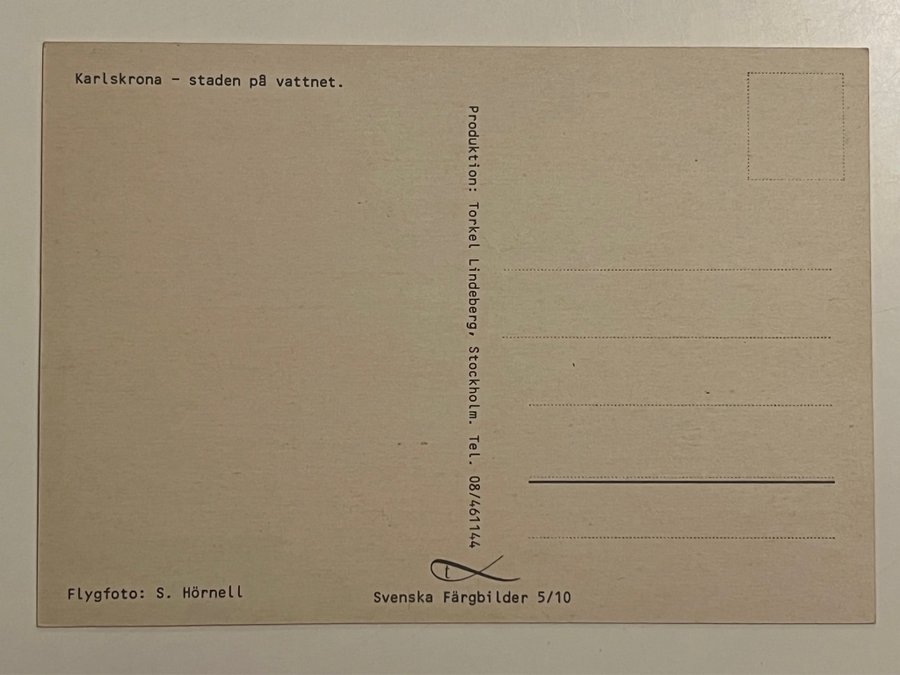 Karlskrona – staden på vattnet.
Produktion: Torkel Lindeberg, Stockholm. Tel. 08/461144
Flygfoto: S. Hörnell
Svenska Färgbilder 5/10